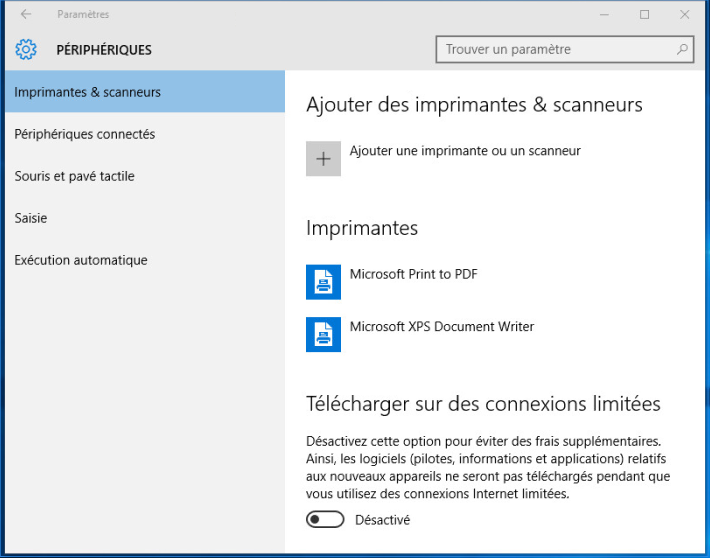 Paramètres
PÉRIPHÉRIQUES
Trouver un paramètre
Imprimantes & scanneurs
Périphériques connectés
Souris et pavé tactile
Saisie
Exécution automatique
Ajouter des imprimantes & scanneurs
Ajouter une imprimante ou un scanneur
Imprimantes
Microsoft Print to PDF
Microsoft XPS Document Writer
Télécharger sur des connexions limitées
Désactivez cette option pour éviter des frais supplémentaires.
Ainsi, les logiciels (pilotes, informations et applications) relatifs
aux nouveaux appareils ne seront pas téléchargés pendant que
vous utilisez des connexions Internet limitées.
Désactivé